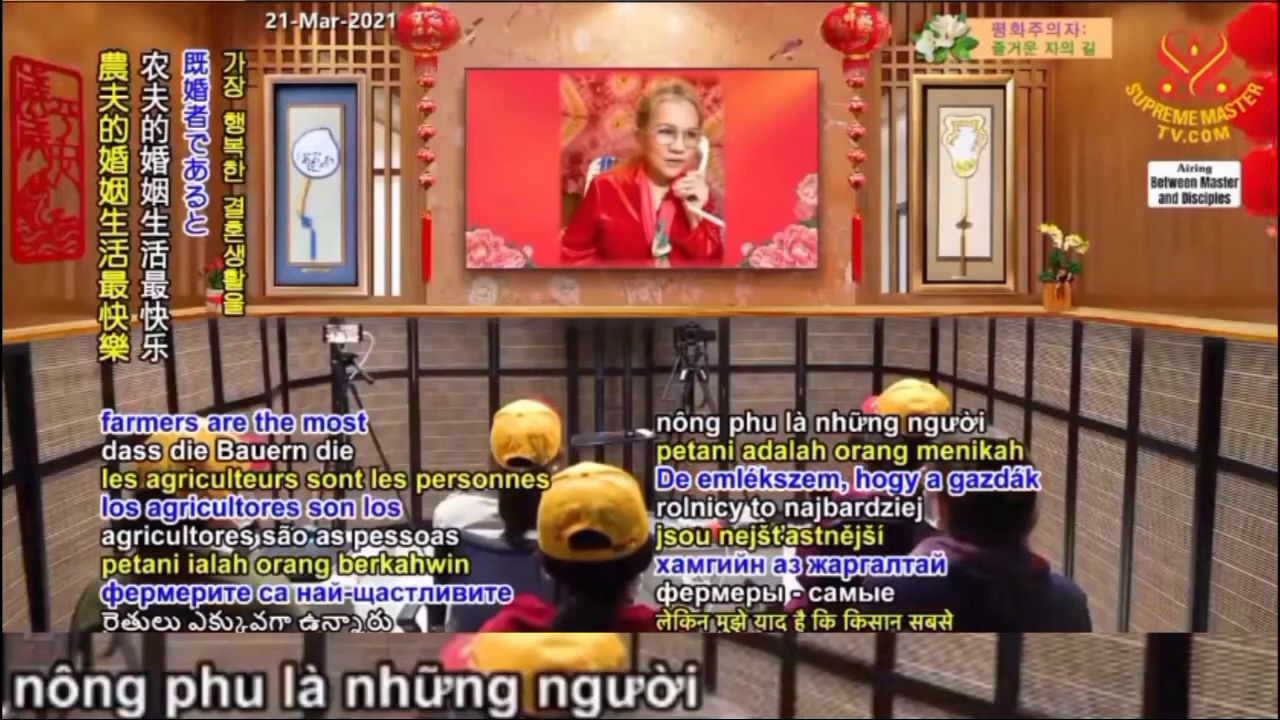 21-Mar-2021
평화주의자:
즐거운 자의 길
SUPREME MASTER
TV.COM
Airing
Between Master
and Disciples
가장 행복한 결혼생활을
既婚者であると
农夫的婚姻生活最快乐
農夫的婚姻生活最快樂
farmers are the most
dass die Bauern die
les agriculteurs sont les personnes
los agricultores son los
agricultores são as pessoas
petani ialah orang berkahwin
фермерите са най-щастливите
రైతులు ఎక్కువగా ఉన్నారు
nông phu là những người
petani adalah orang menikah
De emlékszem, hogy a gazdák
rolnicy to najbardziej
jsou nejšťastnější
хамгийн аз жаргалтай
фермеры - самые
लेकिन मुझे याद है कि किसान सबसे
nông phu là những người